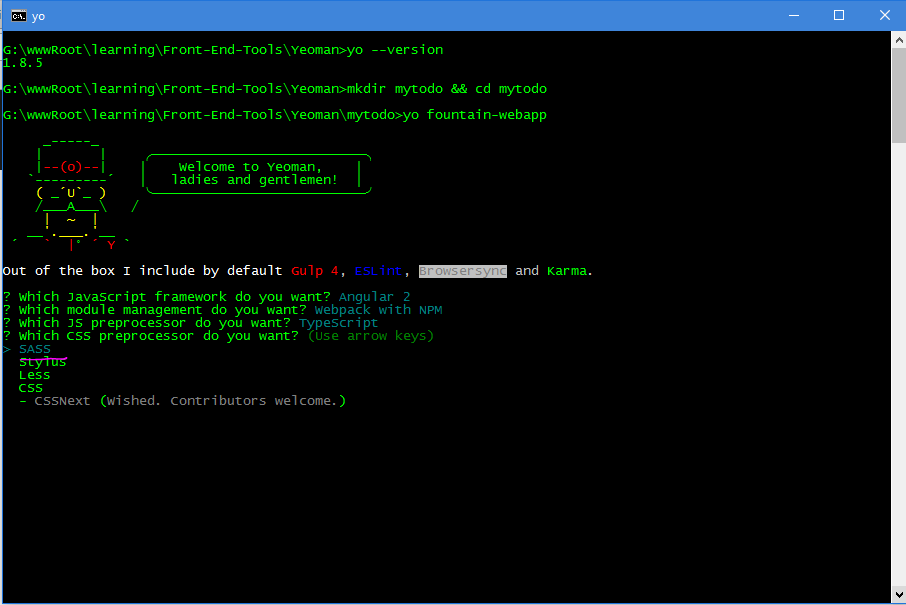 yo
G:\wwwRoot\learning\Front-End-Tools\Yeoman>yo --version
1.8.5
G:\wwwRoot\learning\Front-End-Tools\Yeoman>mkdir mytodo && cd mytodo
G:\wwwRoot\learning\Front-End-Tools\Yeoman\mytodo>yo fountain-webapp
Welcome to Yeoman,
ladies and gentlemen!
Out of the box I include by default Gulp 4, ESLint, Browsersync and Karma.
? Which JavaScript framework do you want? Angular 2
? Which module management do you want? Webpack with NPM
? Which JS preprocessor do you want? TypeScript
? Which CSS preprocessor do you want? (Use arrow keys)
> SASS
Stylus
Less
CSS
- CSSNext (Wished. Contributors welcome.)